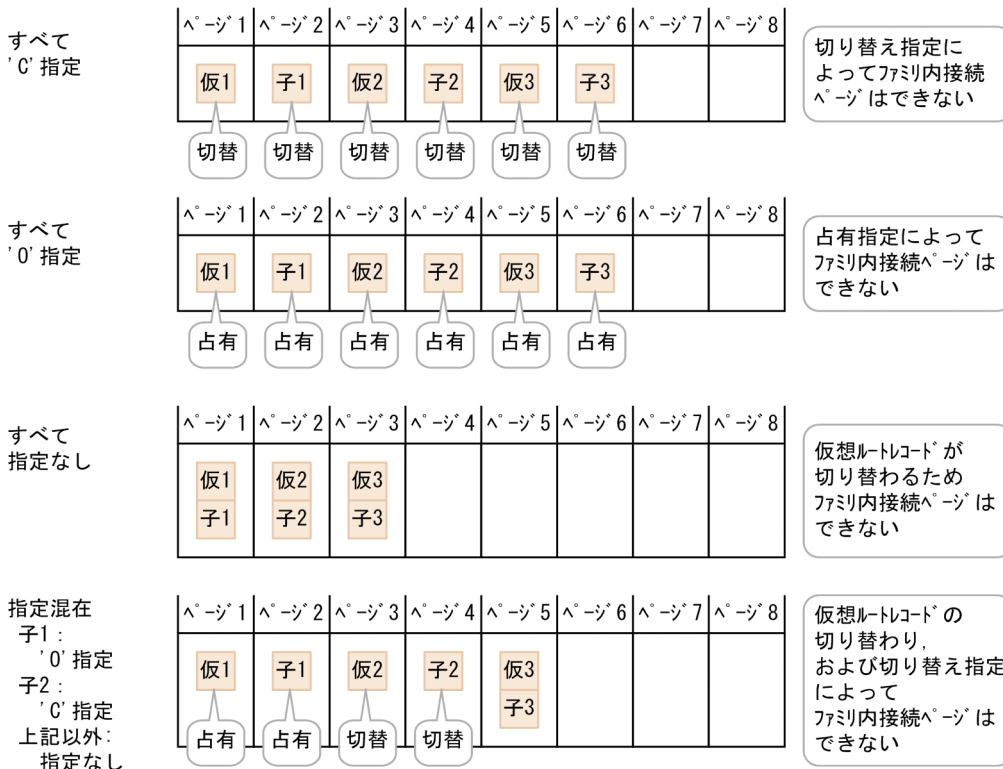 すべて
'C'指定
ページ1 ページ2 ページ3 ページ4 ページ5 ページ6 ページ7 ページ8
仮1 子1 仮2 子2 仮3 子3
切替 切替 切替 切替 切替 切替
切り替え指定に
よってファミリ内接続
ページはできない
すべて
'O'指定
ページ1 ページ2 ページ3 ページ4 ページ5 ページ6 ページ7 ページ8
仮1 子1 仮2 子2 仮3 子3
占有 占有 占有 占有 占有 占有
占有指定によって
ファミリ内接続ページは
できない
すべて
指定なし
ページ1 ページ2 ページ3 ページ4 ページ5 ページ6 ページ7 ページ8
仮1 仮2 仮3
子1 子2 子3
仮想ルートレコードが
切り替わるため
ファミリ内接続ページは
できない
指定混在
子1:
'O'指定
子2:
'C'指定
上記以外:
指定なし
ページ1 ページ2 ページ3 ページ4 ページ5 ページ6 ページ7 ページ8
仮1 子1 仮2 子2 仮3
子3
占有 占有 切替 切替
仮想ルートレコードの
切り替わり,
および切り替え指定
によって
ファミリ内接続ページは
できない